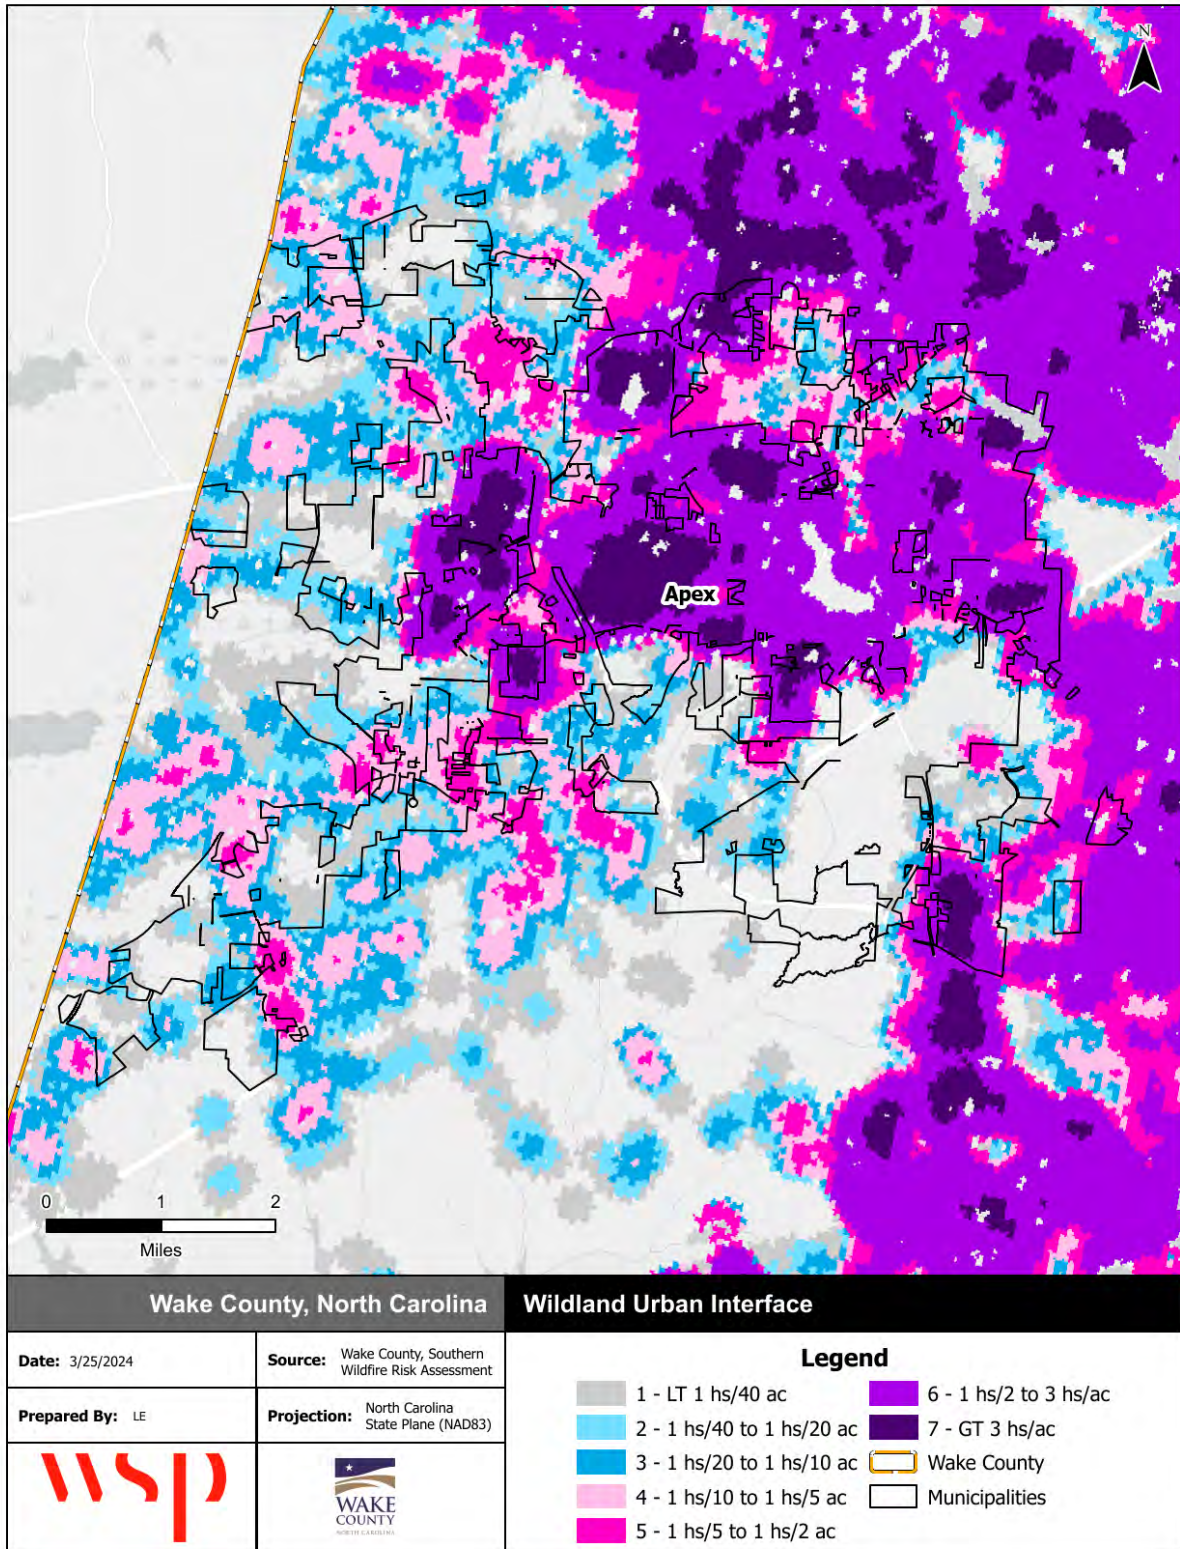 N
Apex
0 1 2
Miles
Wake County, North Carolina
Wildland Urban Interface
Date: 3/25/2024
Source: Wake County, Southern
Wildfire Risk Assessment
Prepared By: LE
Projection: North Carolina
State Plane (NAD83)
wsp
WAKE
COUNTY
NORTH CAROLINA
Legend
1 - LT 1 hs/40 ac
2 - 1 hs/40 to 1 hs/20 ac
3 - 1 hs/20 to 1 hs/10 ac
4 - 1 hs/10 to 1 hs/5 ac
5 - 1 hs/5 to 1 hs/2 ac
6 - 1 hs/2 to 3 hs/ac
7 - GT 3 hs/ac
Wake County
Municipalities